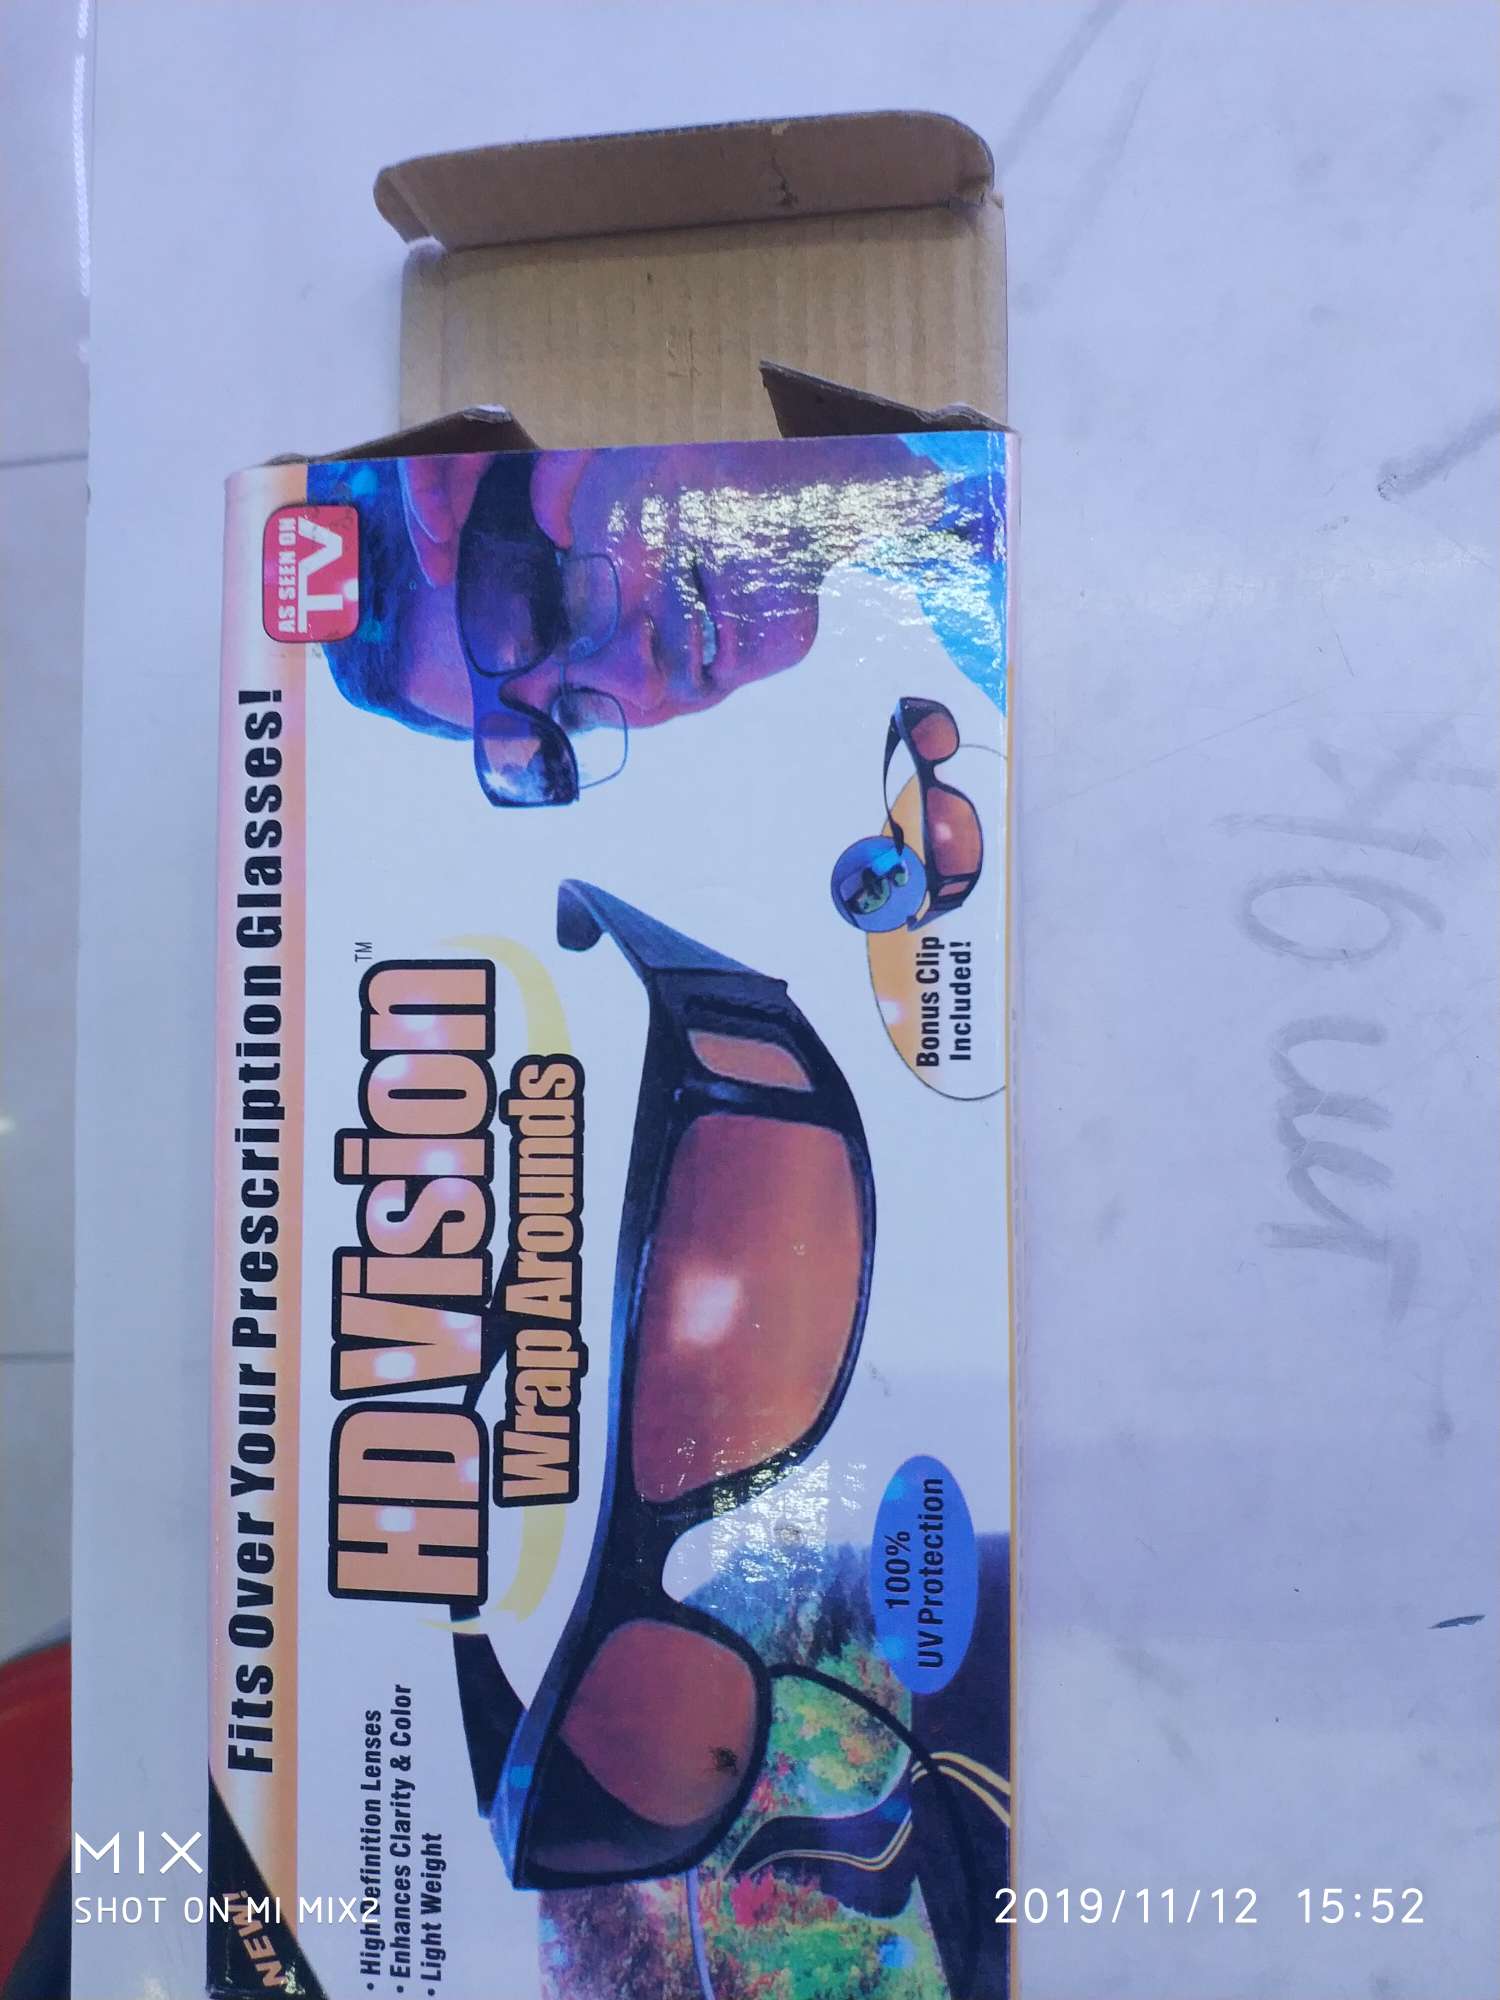 NEW!
Fits Over Your Prescription Glasses!
AS SEEN ON
TV
• High Definition Lenses
• Enhances Clarity & Color
• Light Weight
HD Vision™
Wrap Arounds
100%
UV Protection
Bonus Clip
Included!
MIX
SHOT ON MI MIX2
2019/11/12 15:52